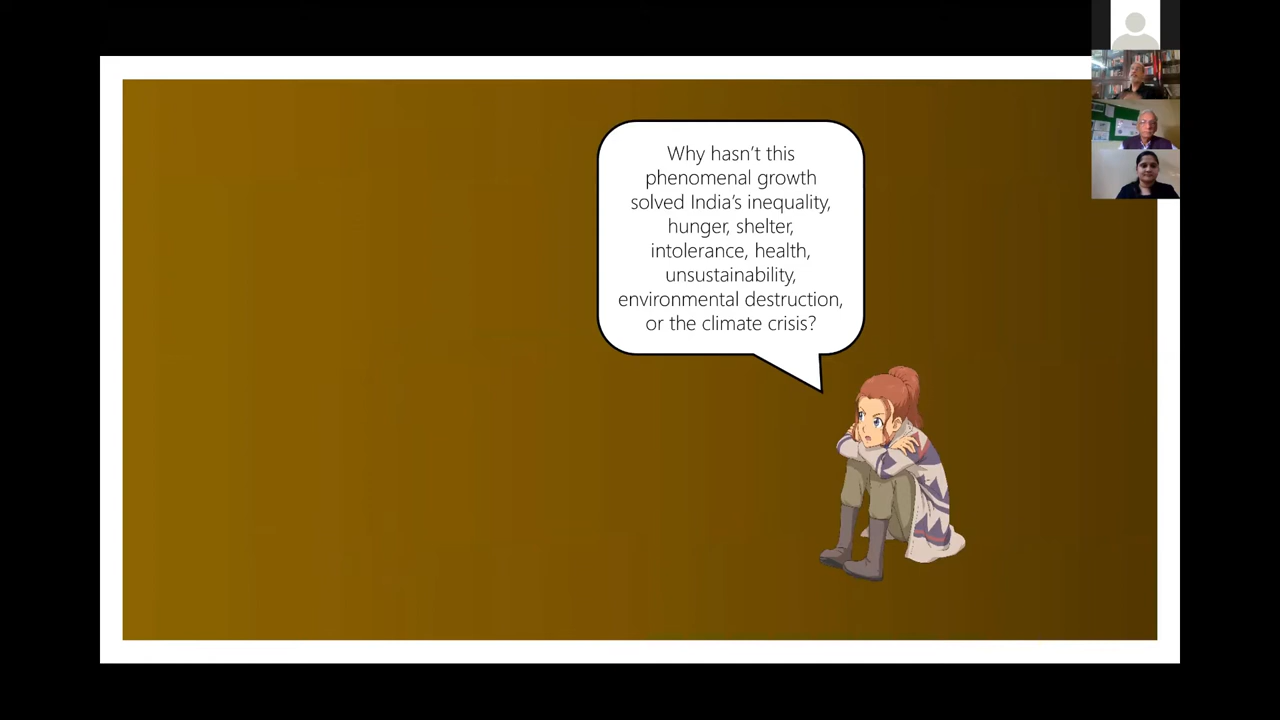 Why hasn’t this
phenomenal growth
solved India’s inequality,
hunger, shelter,
intolerance, health,
unsustainability,
environmental destruction,
or the climate crisis?